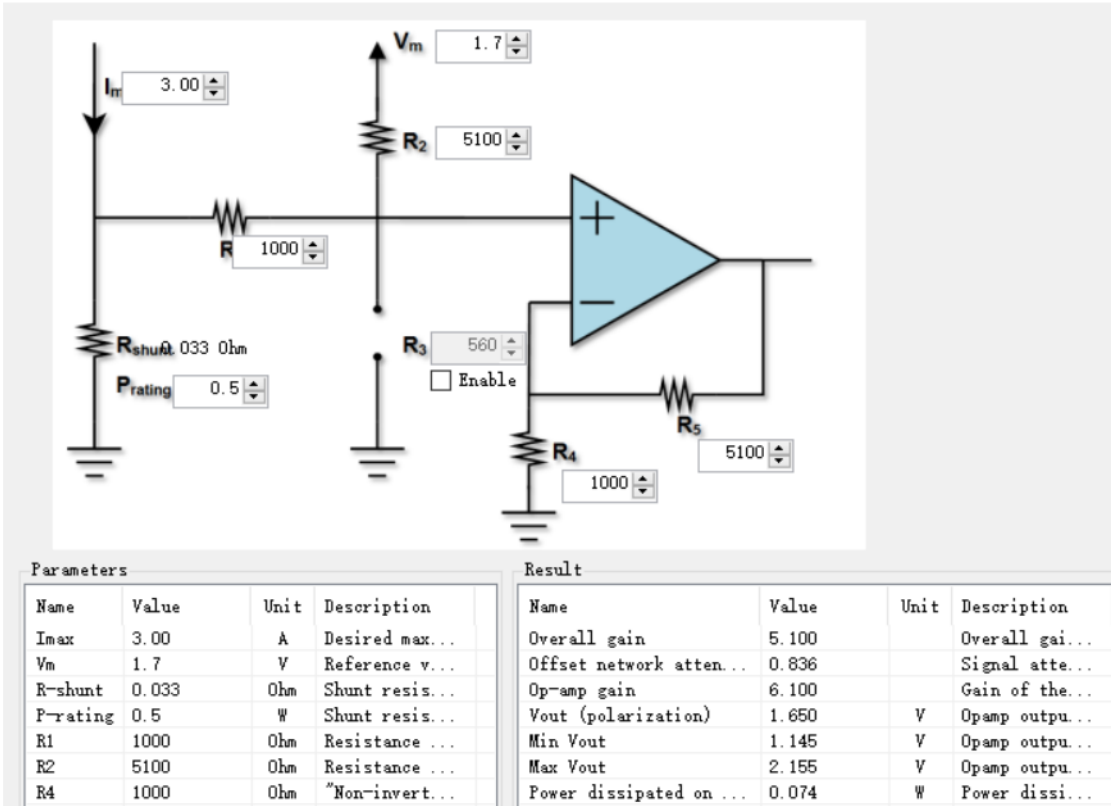 Vm 1.7
Im 3.00
R2 5100
R 1000
Rshunt 0.033 Ohm
R3 560
Enable
Prating 0.5
R5
5100
R4
1000
Parameters
Name Value Unit Description
Imax 3.00 A Desired max...
Vm 1.7 V Reference v...
R-shunt 0.033 Ohm Shunt resis...
P-rating 0.5 W Shunt resis...
R1 1000 Ohm Resistance ...
R2 5100 Ohm Resistance ...
R4 1000 Ohm "Non-invert...
Result
Name Value Unit Description
Overall gain 5.100 Overall gai...
Offset network atten... 0.836 Signal atte...
Op-amp gain 6.100 Gain of the...
Vout (polarization) 1.650 V Opamp outpu...
Min Vout 1.145 V Opamp outpu...
Max Vout 2.155 V Opamp outpu...
Power dissipated on ... 0.074 W Power dissi...